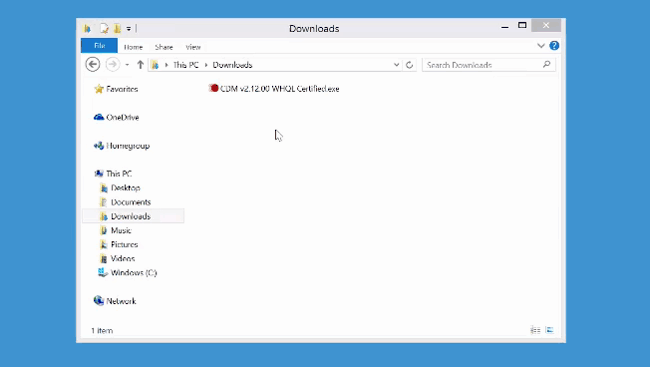 Downloads
File Home Share View
This PC Downloads Search Downloads
Favorites
CDM v2.12.00 WHQL Certified.exe
OneDrive
Homegroup
This PC
Desktop
Documents
Downloads
Music
Pictures
Videos
Windows (C:)
Network
1 item